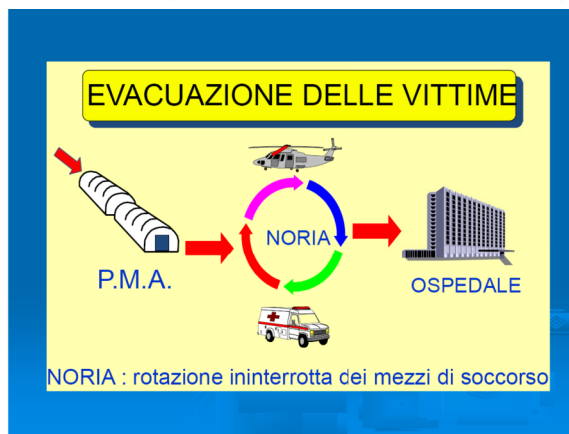 EVACUAZIONE DELLE VITTIME
NORIA
P.M.A.
OSPEDALE
NORIA : rotazione ininterrotta dei mezzi di soccorso